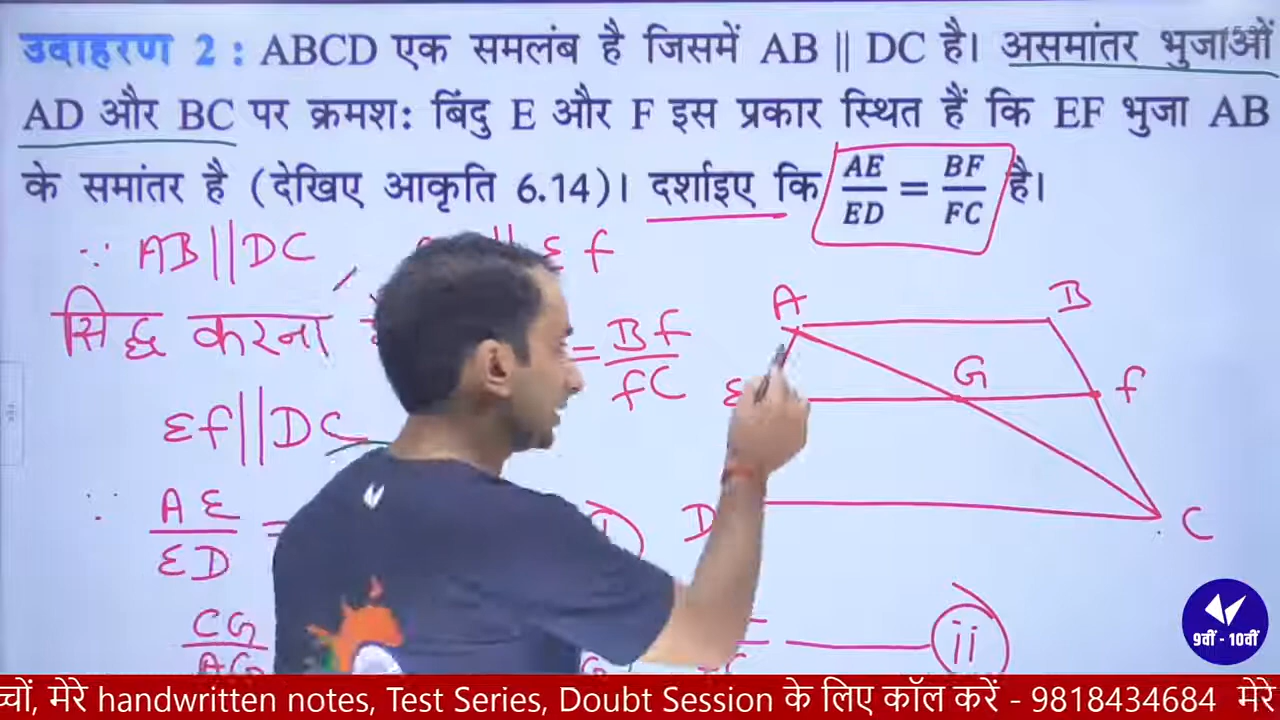 उदाहरण 2 : ABCD एक समलंब है जिसमें AB || DC है। असमांतर भुजाओं
AD और BC पर क्रमश: बिंदु E और F इस प्रकार स्थित हैं कि EF भुजा AB
के समांतर है (देखिए आकृति 6.14)। दर्शाइए कि AE/ED = BF/FC है।
∵ AB||DC || Ef
सिद्ध करना = Bf/fC
Ef||DC
∵ AE/ED =
CG/AG
ii
A B
G f
D C
9वीं - 10वीं
च्चों, मेरे handwritten notes, Test Series, Doubt Session के लिए कॉल करें - 9818434684 मेरे